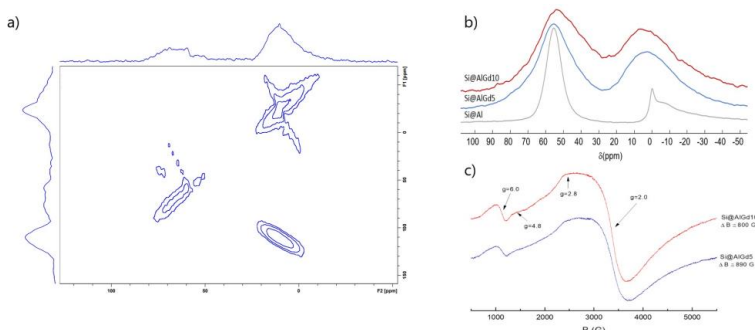 a)
F1 [ppm]
0
50
100
150
100
50
0
F2 [ppm]
b)
Si@AlGd10
Si@AlGd5
Si@Al
100 90 80 70 60 50 40 30 20 10 0 -10 -20 -30 -40 -50
δ(ppm)
c)
g=6.0
g=2.8
g=2.0
g=4.8
Si@AlGd10
Δ B = 800 G
Si@AlGd5
Δ B = 890 G
1000 2000 3000 4000 5000
B (G)